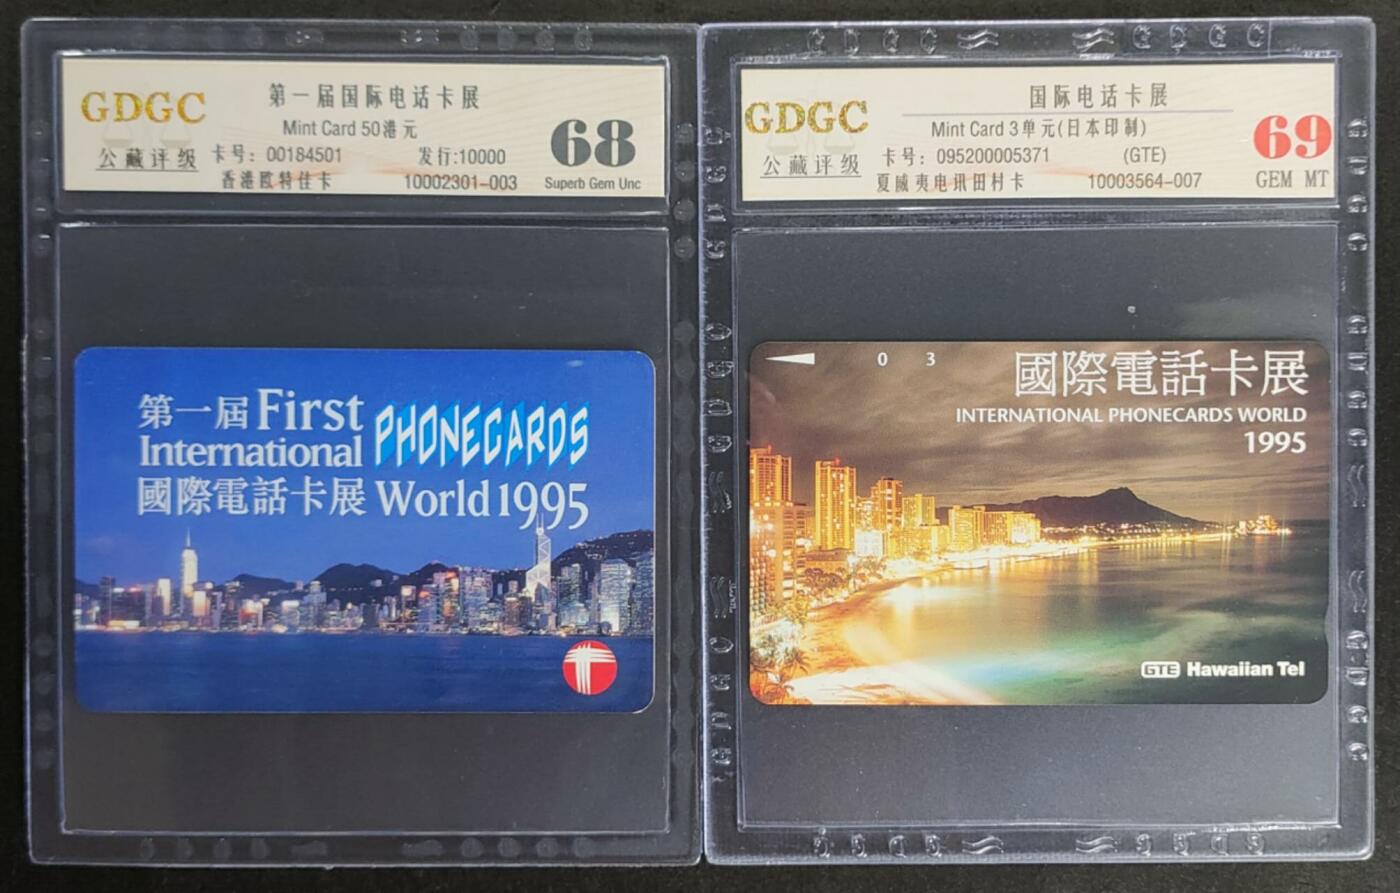 GDGC
公藏评级
第一届国际电话卡展
Mint Card 50港元
卡号: 00184501 发行:10000
香港欧特佳卡 10002301-003
68
Superb Gem Unc
第一屆 First
International
PHONECARDS
國際電話卡展 World 1995
GDGC
公藏评级
国际电话卡展
Mint Card 3单元(日本印制)
卡号: 095200005371 (GTE)
夏威夷电讯田村卡 10003564-007
69
GEM MT
0 3
國際電話卡展
INTERNATIONAL PHONECARDS WORLD
1995
GTE Hawaiian Tel